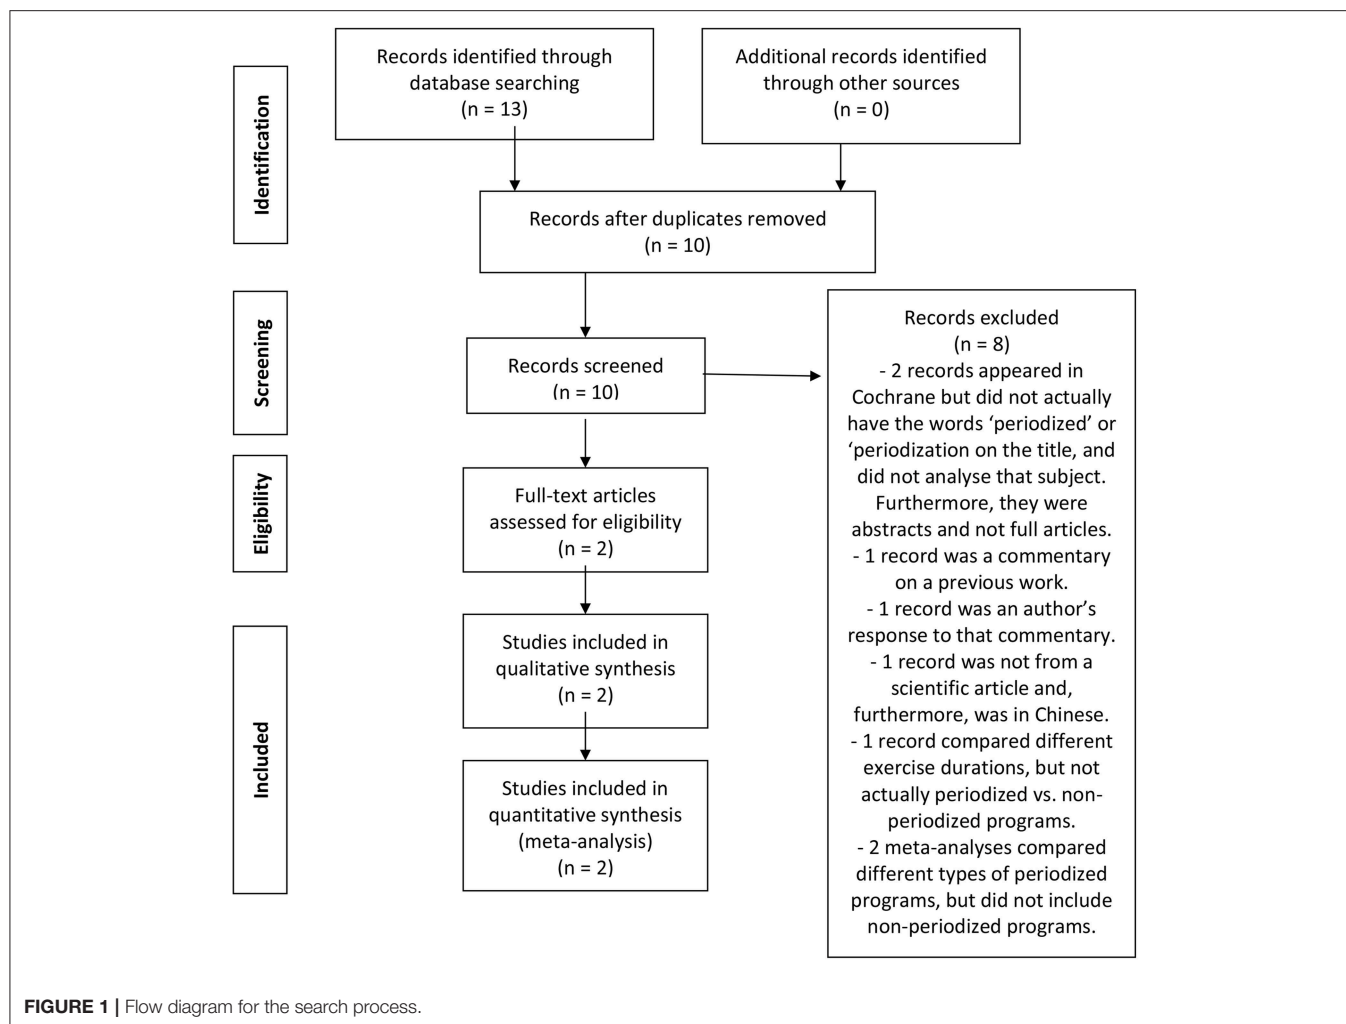 Identification
Records identified through
database searching
(n = 13)
Additional records identified
through other sources
(n = 0)
Records after duplicates removed
(n = 10)
Screening
Records screened
(n = 10)
Records excluded
(n = 8)
- 2 records appeared in
Cochrane but did not actually
have the words ‘periodized’ or
‘periodization on the title, and
did not analyse that subject.
Furthermore, they were
abstracts and not full articles.
- 1 record was a commentary
on a previous work.
- 1 record was an author’s
response to that commentary.
- 1 record was not from a
scientific article and,
furthermore, was in Chinese.
- 1 record compared different
exercise durations, but not
actually periodized vs. non-
periodized programs.
- 2 meta-analyses compared
different types of periodized
programs, but did not include
non-periodized programs.
Eligibility
Full-text articles
assessed for eligibility
(n = 2)
Included
Studies included in
qualitative synthesis
(n = 2)
Studies included in
quantitative synthesis
(meta-analysis)
(n = 2)
FIGURE 1 | Flow diagram for the search process.